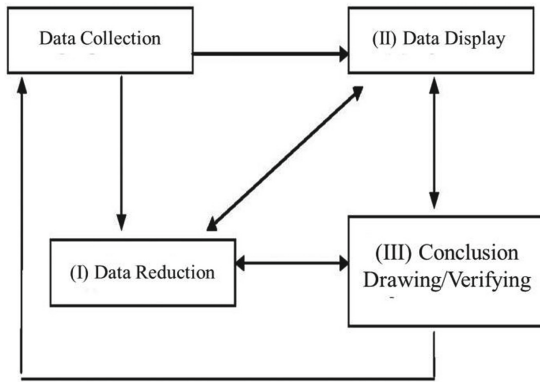 Data Collection
(II) Data Display
(I) Data Reduction
(III) Conclusion
Drawing/Verifying